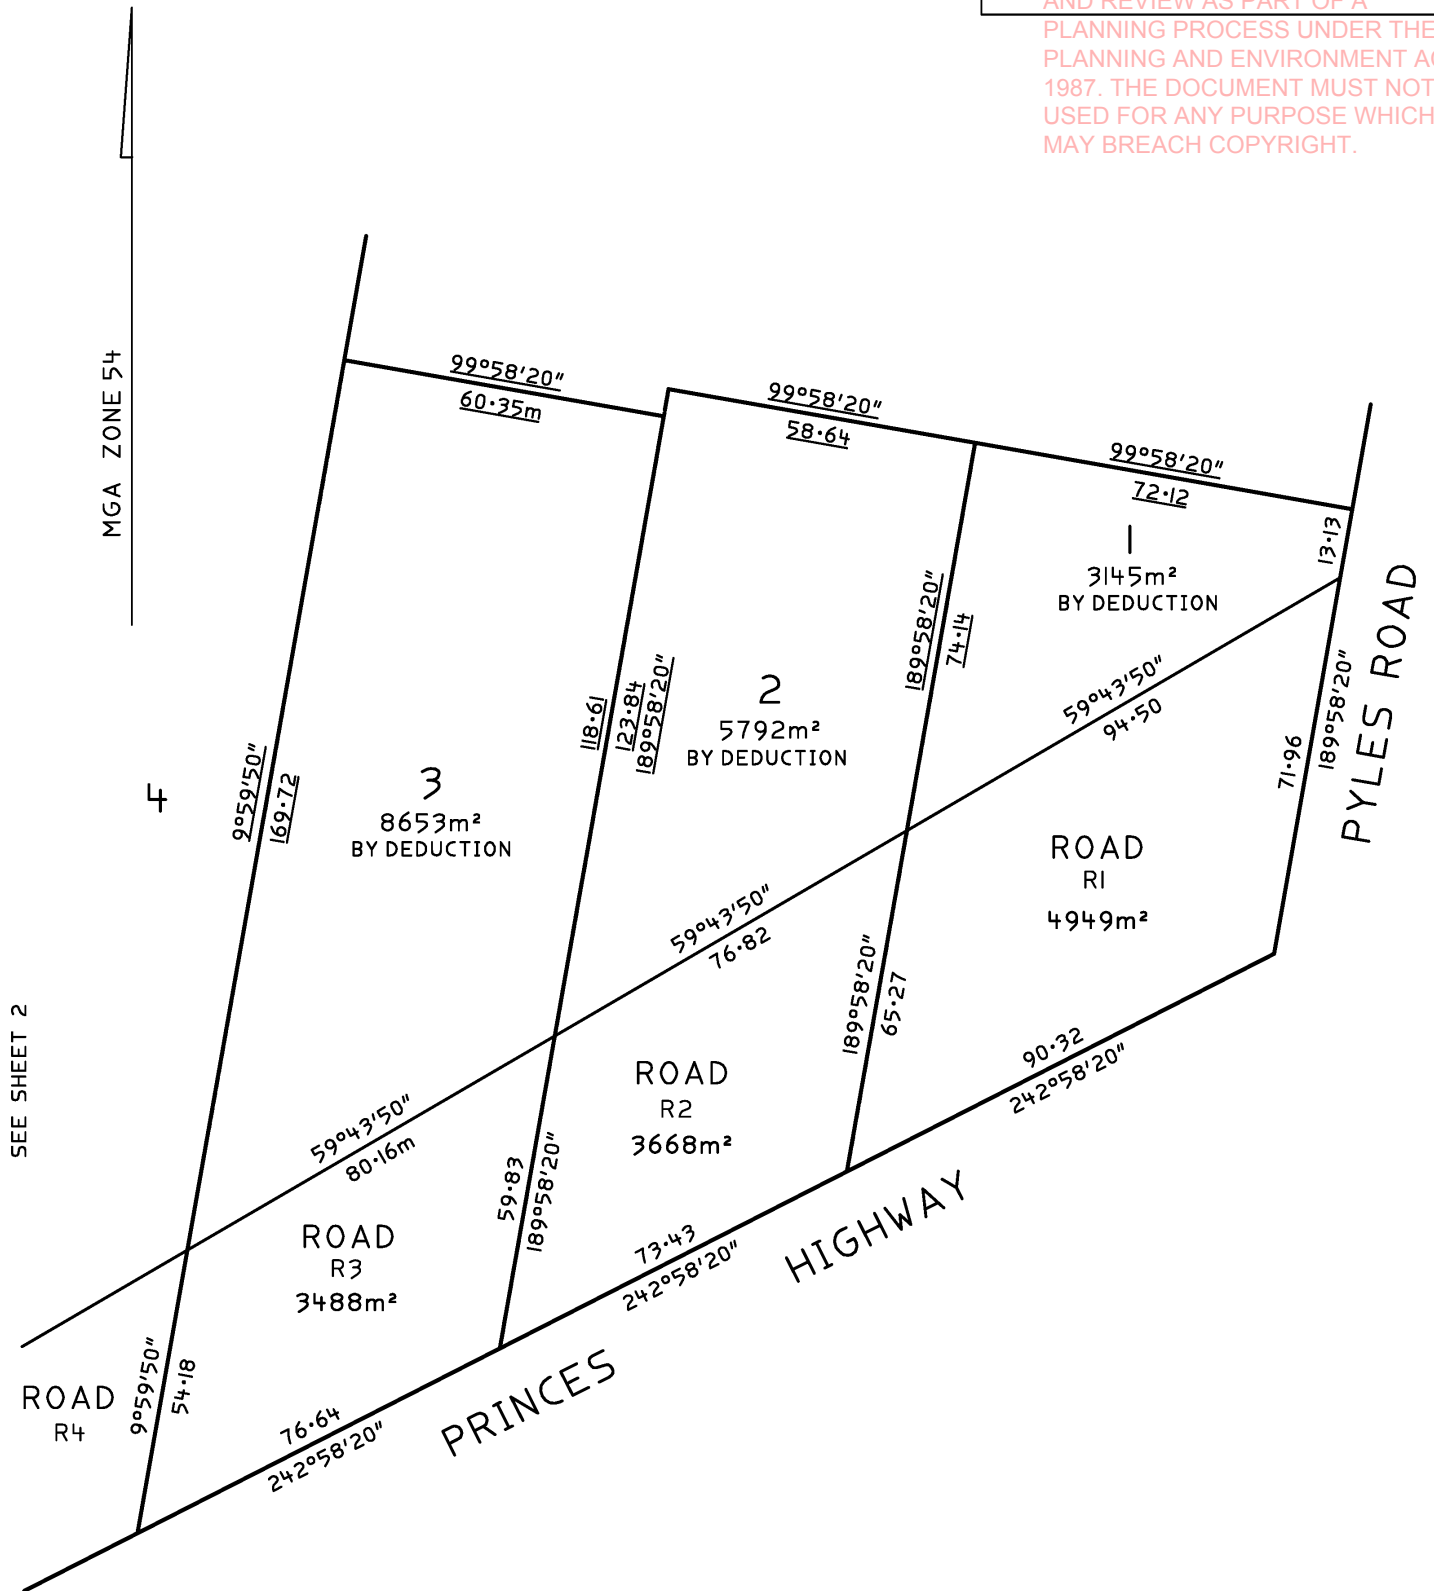 AND REVIEW AS PART OF A
PLANNING PROCESS UNDER THE
PLANNING AND ENVIRONMENT AC
1987. THE DOCUMENT MUST NOT
USED FOR ANY PURPOSE WHICH
MAY BREACH COPYRIGHT.
MGA ZONE 54
99°58'20"
60·35m
99°58'20"
58·64
99°58'20"
72·12
13·13
1
3145m²
BY DEDUCTION
PYLES ROAD
189°58'20"
71·96
189°58'20"
74·14
59°43'50"
94·50
2
5792m²
BY DEDUCTION
118·61
123·84
189°58'20"
3
8653m²
BY DEDUCTION
4
9°59'50"
169·72
ROAD
R1
4949m²
59°43'50"
76·82
189°58'20"
65·27
90·32
242°58'20"
SEE SHEET 2
ROAD
R2
3668m²
59°43'50"
80·16m
59·83
189°58'20"
73·43
242°58'20"
ROAD
R3
3488m²
PRINCES HIGHWAY
9°59'50"
54·18
ROAD
R4
76·64
242°58'20"